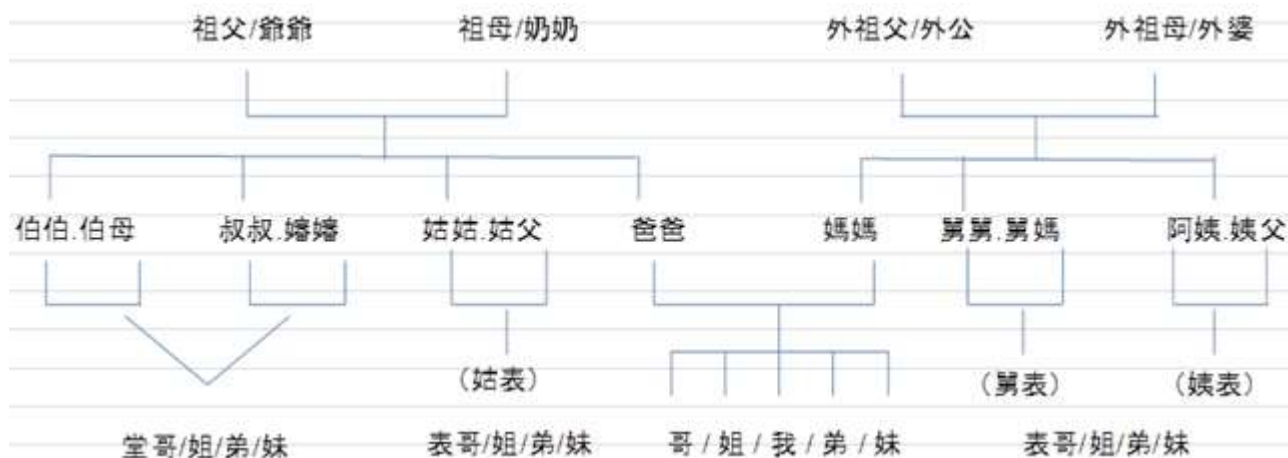 祖父/爺爺 祖母/奶奶 外祖父/外公 外祖母/外婆
伯伯.伯母 叔叔.嬸嬸 姑姑.姑父 爸爸 媽媽 舅舅.舅媽 阿姨.姨父
(姑表) (舅表) (姨表)
堂哥/姐/弟/妹 表哥/姐/弟/妹 哥 / 姐 / 我 / 弟 / 妹 表哥/姐/弟/妹